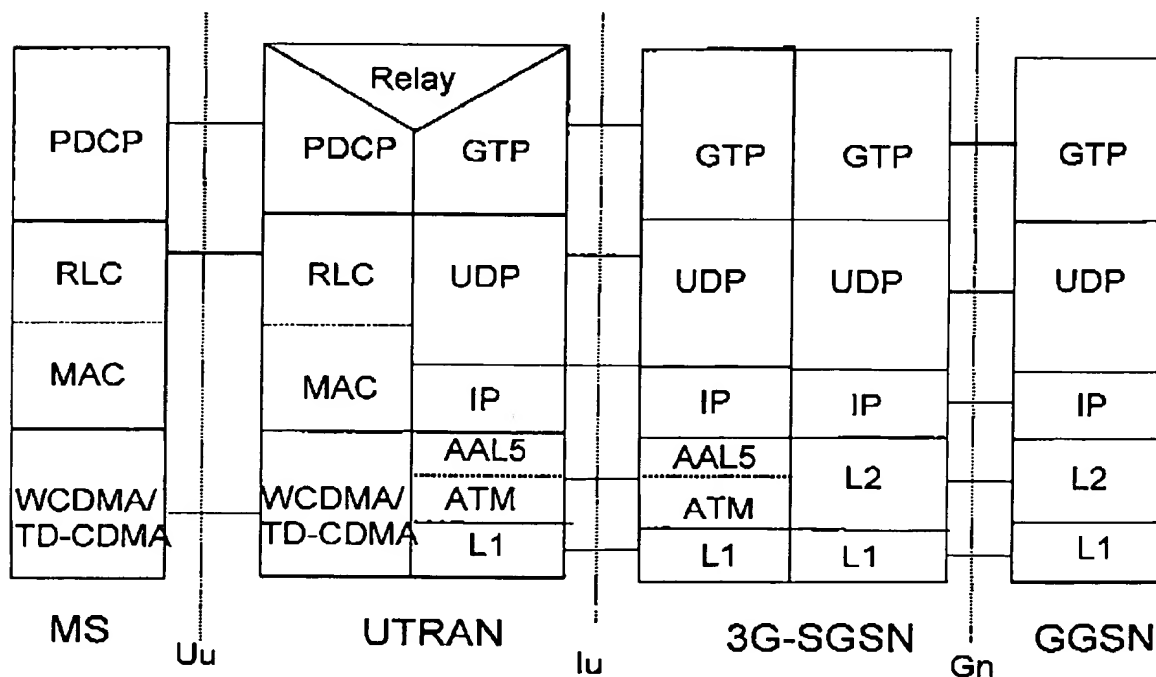 Relay
PDCP
PDCP
GTP
GTP
GTP
GTP
RLC
RLC
UDP
UDP
UDP
UDP
MAC
MAC
IP
IP
IP
IP
AAL5
AAL5
WCDMA/
TD-CDMA
WCDMA/
TD-CDMA
ATM
ATM
L2
L2
L1
L1
L1
L1
MS
Uu
UTRAN
Iu
3G-SGSN
Gn
GGSN